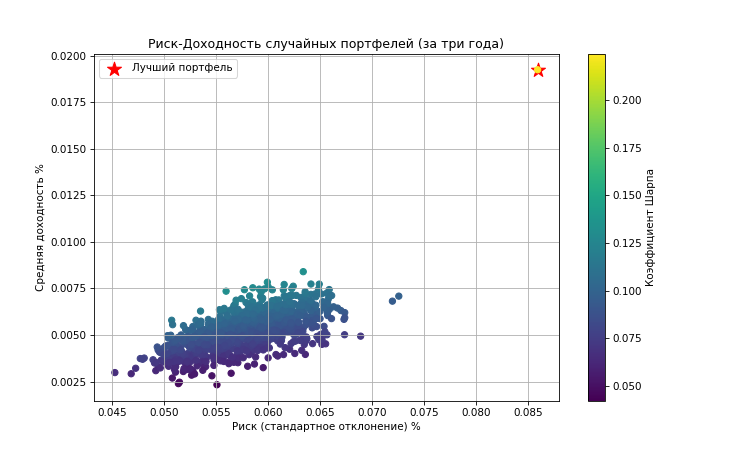 Риск-Доходность случайных портфелей (за три года)
Лучший портфель
Средняя доходность %
0.0200
0.0175
0.0150
0.0125
0.0100
0.0075
0.0050
0.0025
0.045 0.050 0.055 0.060 0.065 0.070 0.075 0.080 0.085
Риск (стандартное отклонение) %
0.200
0.175
0.150
0.125
0.100
0.075
0.050
Коэффициент Шарпа